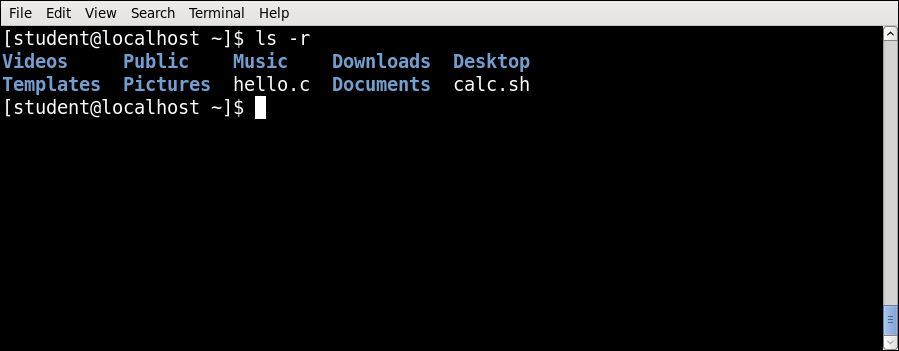 File Edit View Search Terminal Help
[student@localhost ~]$ ls -r
Videos Public Music Downloads Desktop
Templates Pictures hello.c Documents calc.sh
[student@localhost ~]$